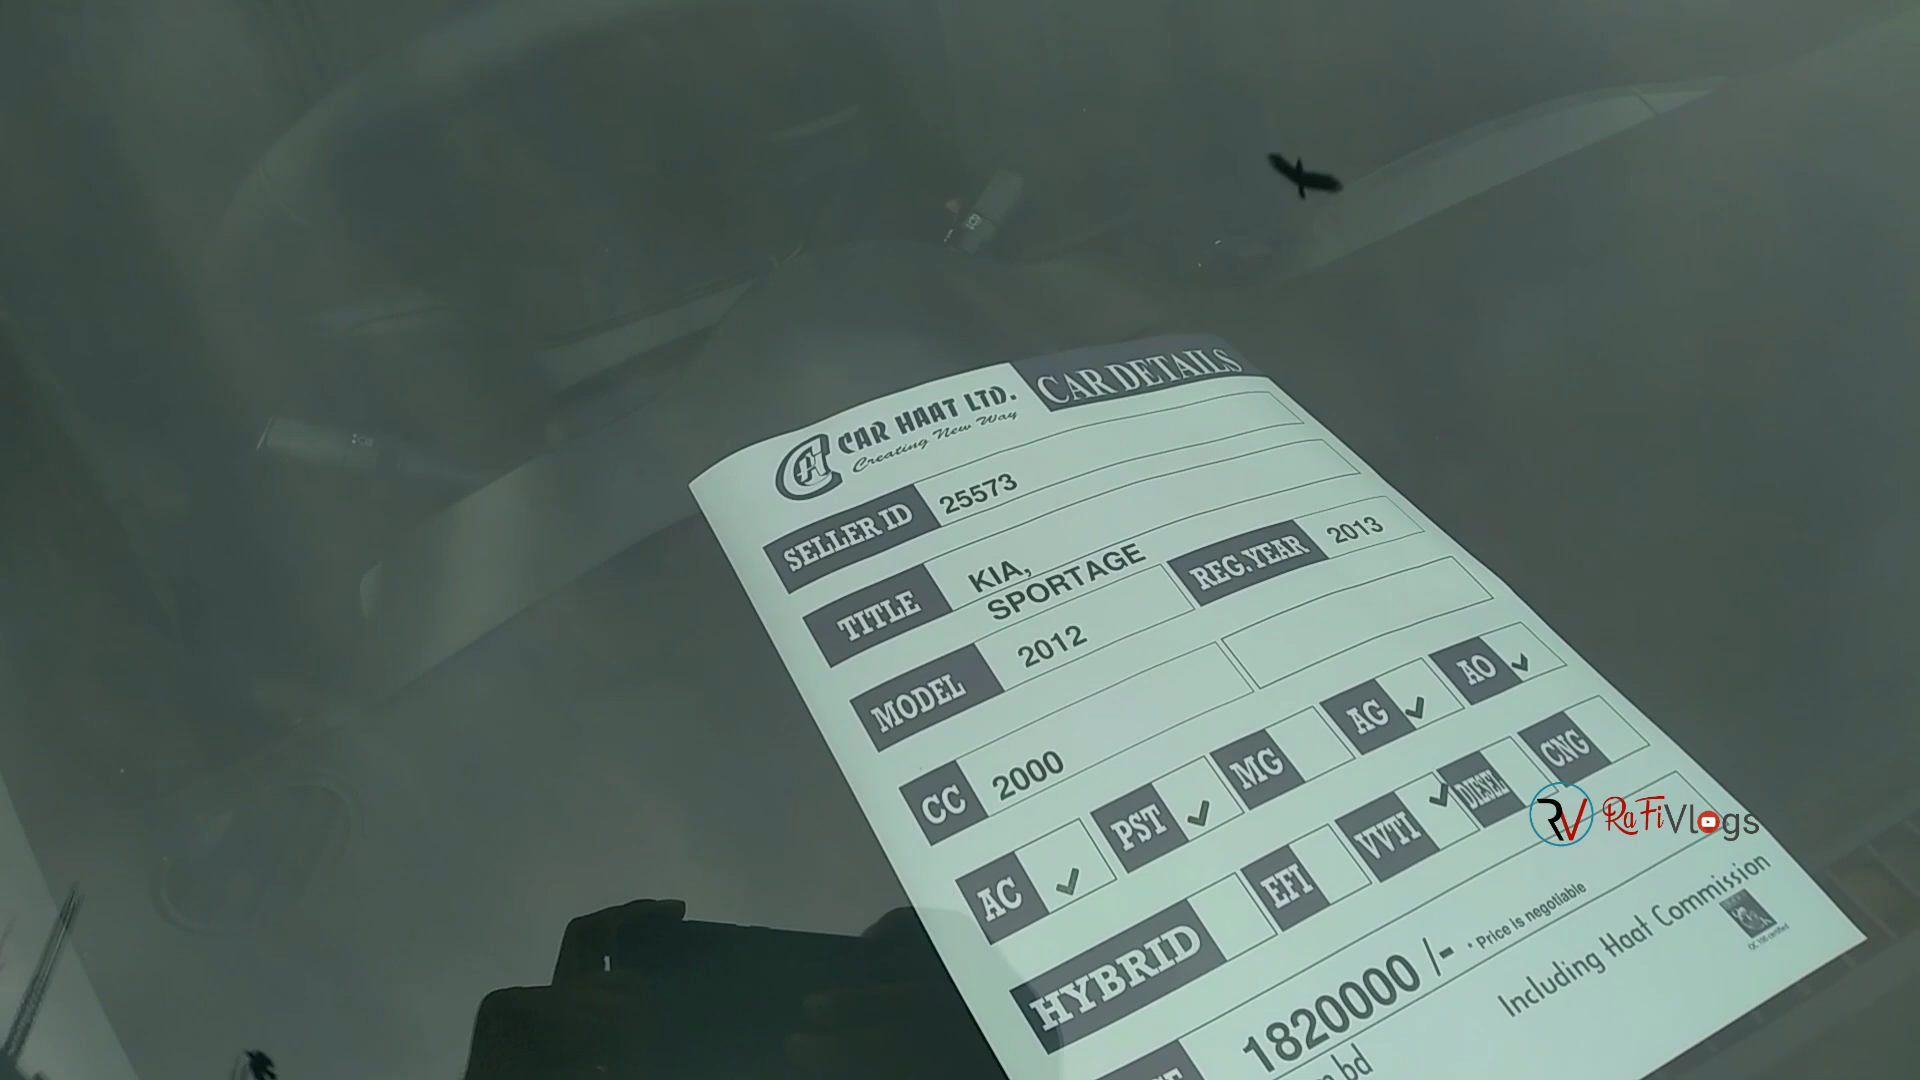 CAR HAAT LTD.
Creating New Way
CAR DETAILS
SELLER ID 25573
TITLE KIA,
SPORTAGE
MODEL 2012 REG.YEAR 2013
CC 2000
AC ✓ PST ✓ MG AG ✓ AO ✓
HYBRID EFI VVTI ✓ DIESEL CNG
1820000 /- * Price is negotiable
Including Haat Commission
RV RaFiVlogs